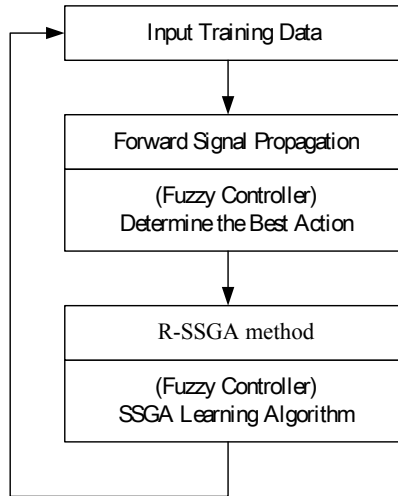 Input Training Data
Forward Signal Propagation
(Fuzzy Controller)
Determine the Best Action
R-SSGA method
(Fuzzy Controller)
SSGA Learning Algorithm